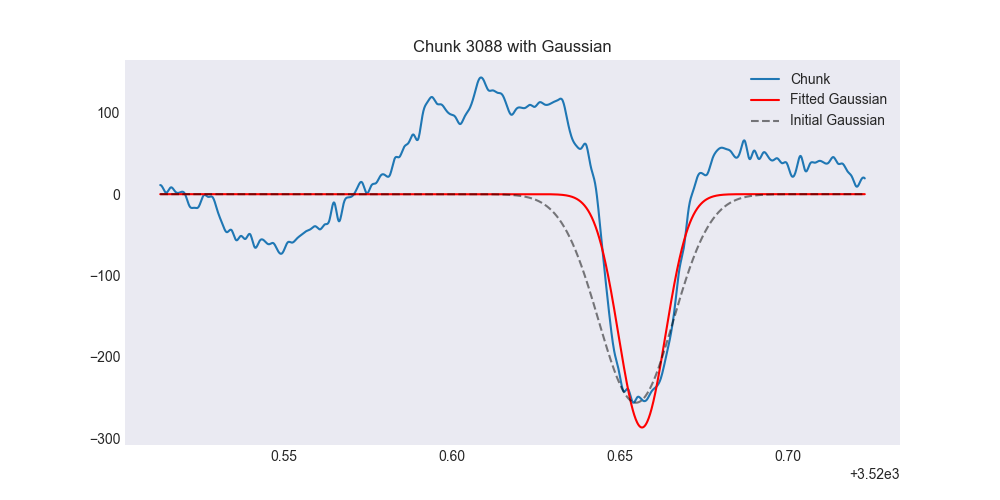 Chunk 3088 with Gaussian
Chunk
Fitted Gaussian
Initial Gaussian
100
0
−100
−200
−300
0.55
0.60
0.65
0.70
+3.52e3